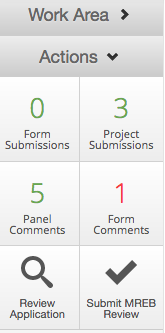 Work Area
Actions
0
Form
Submissions
3
Project
Submissions
5
Panel
Comments
1
Form
Comments
Review
Application
Submit MREB
Review